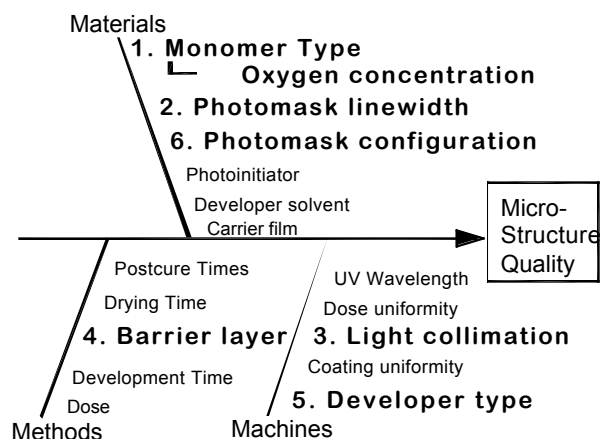 Materials
1. Monomer Type
Oxygen concentration
2. Photomask linewidth
6. Photomask configuration
Photoinitiator
Developer solvent
Carrier film
Micro-
Structure
Quality
Postcure Times
Drying Time
4. Barrier layer
Development Time
Dose
Methods
UV Wavelength
Dose uniformity
3. Light collimation
Coating uniformity
5. Developer type
Machines